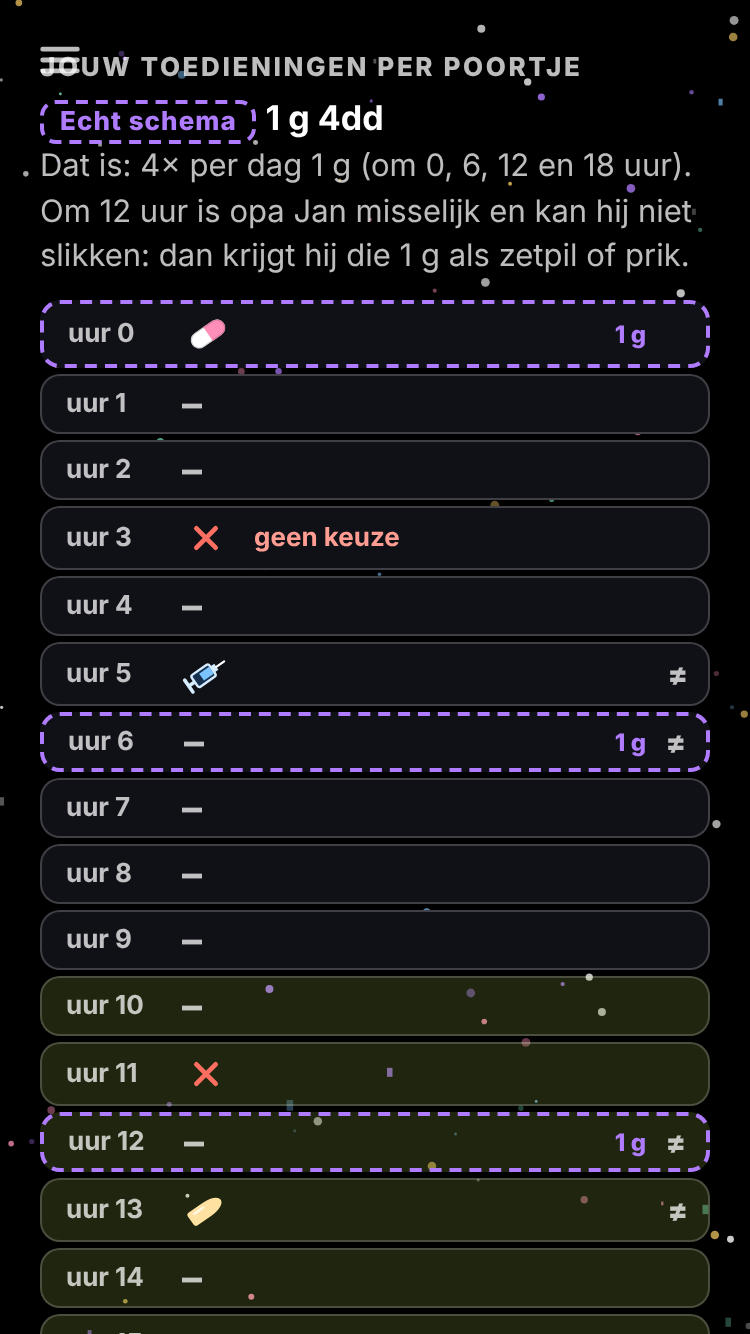 JOUW TOEDIENINGEN PER POORTJE
Echt schema 1 g 4dd
Dat is: 4× per dag 1 g (om 0, 6, 12 en 18 uur).
Om 12 uur is opa Jan misselijk en kan hij niet
slikken: dan krijgt hij die 1 g als zetpil of prik.
uur 0 1 g
uur 1 –
uur 2 –
uur 3 ❌ geen keuze
uur 4 –
uur 5 ≠
uur 6 – 1 g ≠
uur 7 –
uur 8 –
uur 9 –
uur 10 –
uur 11 ❌
uur 12 – 1 g ≠
uur 13 ≠
uur 14 –